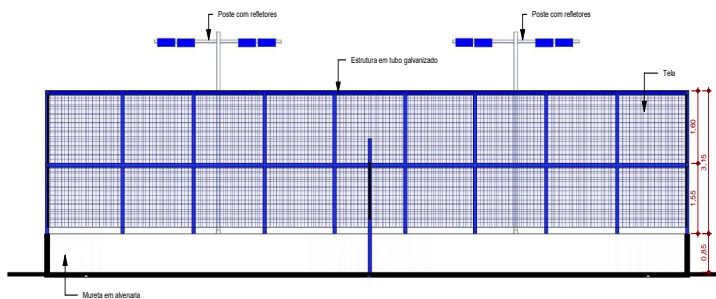 Poste com refletores
Poste com refletores
Estrutura em tubo galvanizado
Tela
1,60
3,15
1,55
0,85
Mureta em alvenaria